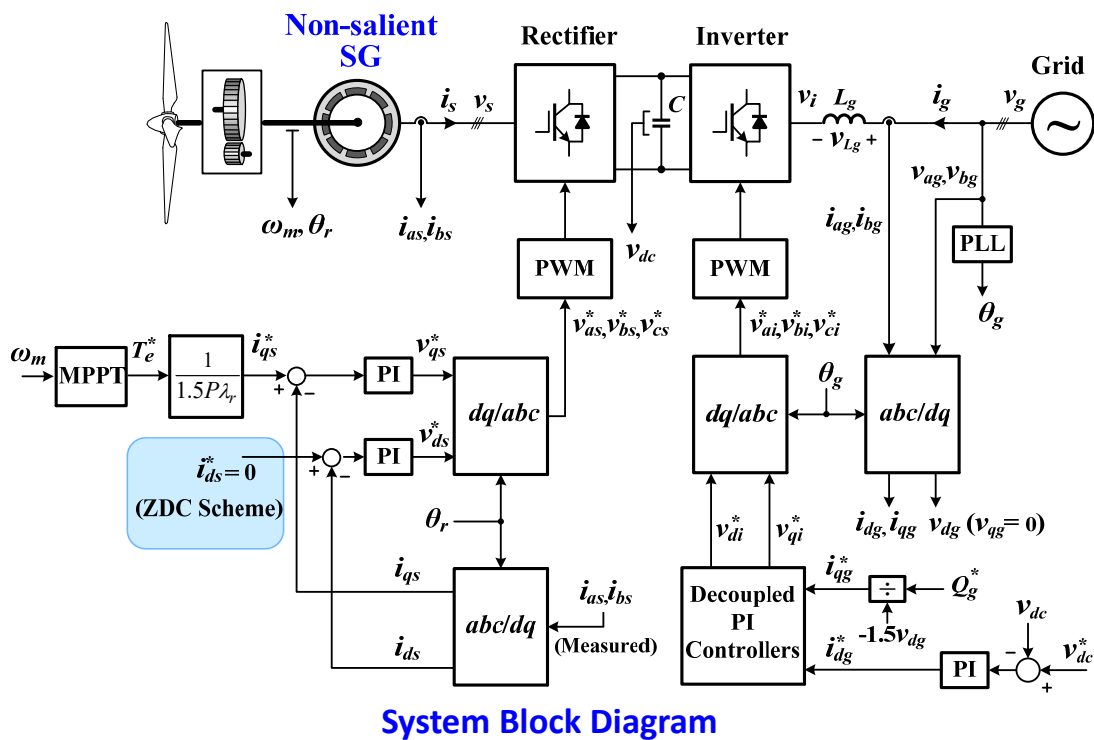 Non-salient
SG
Rectifier
Inverter
Grid
i_s
v_s
C
v_i
L_g
i_g
v_g
- v_Lg +
~
ω_m, θ_r
i_as, i_bs
v_dc
v_ag, v_bg
i_ag, i_bg
PLL
θ_g
PWM
PWM
v*_as, v*_bs, v*_cs
v*_ai, v*_bi, v*_ci
ω_m
MPPT
T*_e
1
1.5Pλ_r
i*_qs
+
-
PI
v*_qs
dq/abc
i*_ds = 0
(ZDC Scheme)
+
-
PI
v*_ds
dq/abc
θ_g
abc/dq
θ_r
i_dg, i_qg
v_dg (v_qg = 0)
v*_di
v*_qi
i_qs
i_ds
abc/dq
i_as, i_bs
(Measured)
Decoupled
PI
Controllers
i*_qg
÷
Q*_g
-1.5v_dg
i*_dg
PI
v_dc
-
+
v*_dc
System Block Diagram